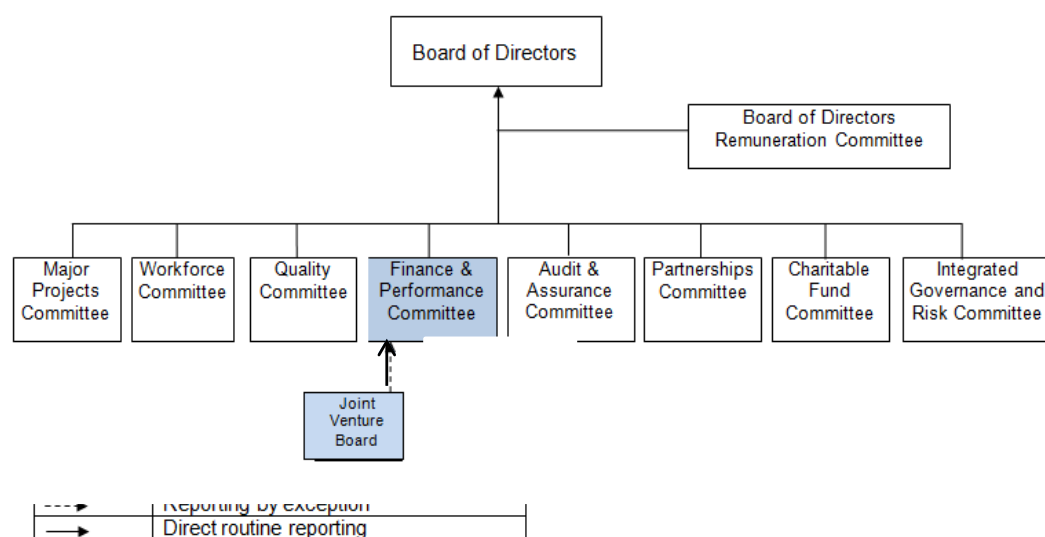 Board of Directors
Board of Directors
Remuneration Committee
Major
Projects
Committee
Workforce
Committee
Quality
Committee
Finance &
Performance
Committee
Audit &
Assurance
Committee
Partnerships
Committee
Charitable
Fund
Committee
Integrated
Governance and
Risk Committee
Joint
Venture
Board
Reporting by exception
Direct routine reporting